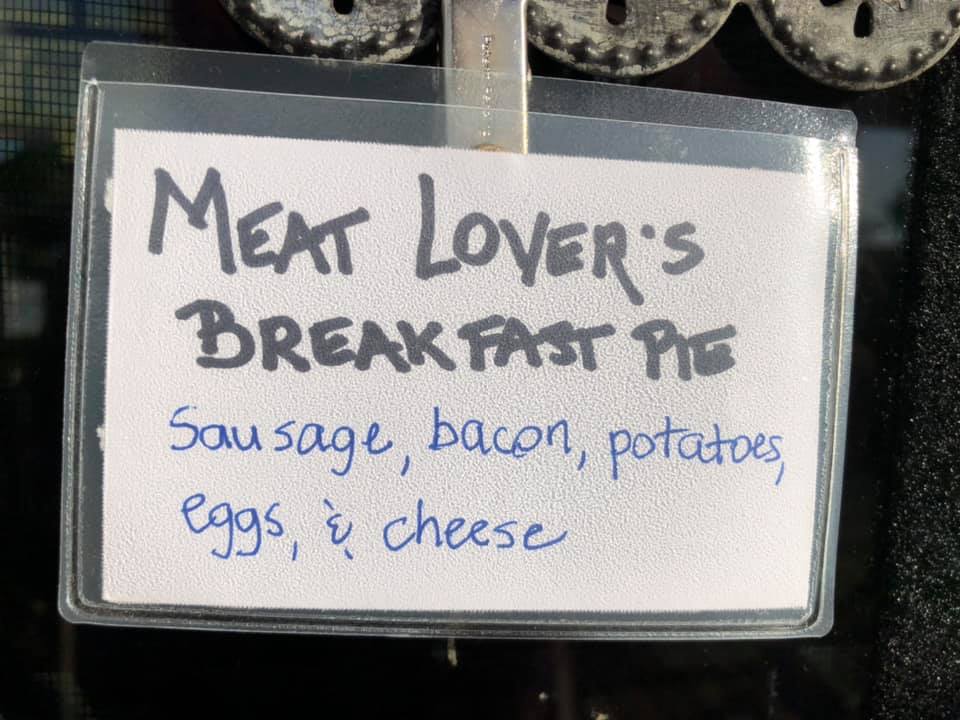 MEAT LOVER'S
BREAKFAST PIE
Sausage, bacon, potatoes,
eggs, & cheese